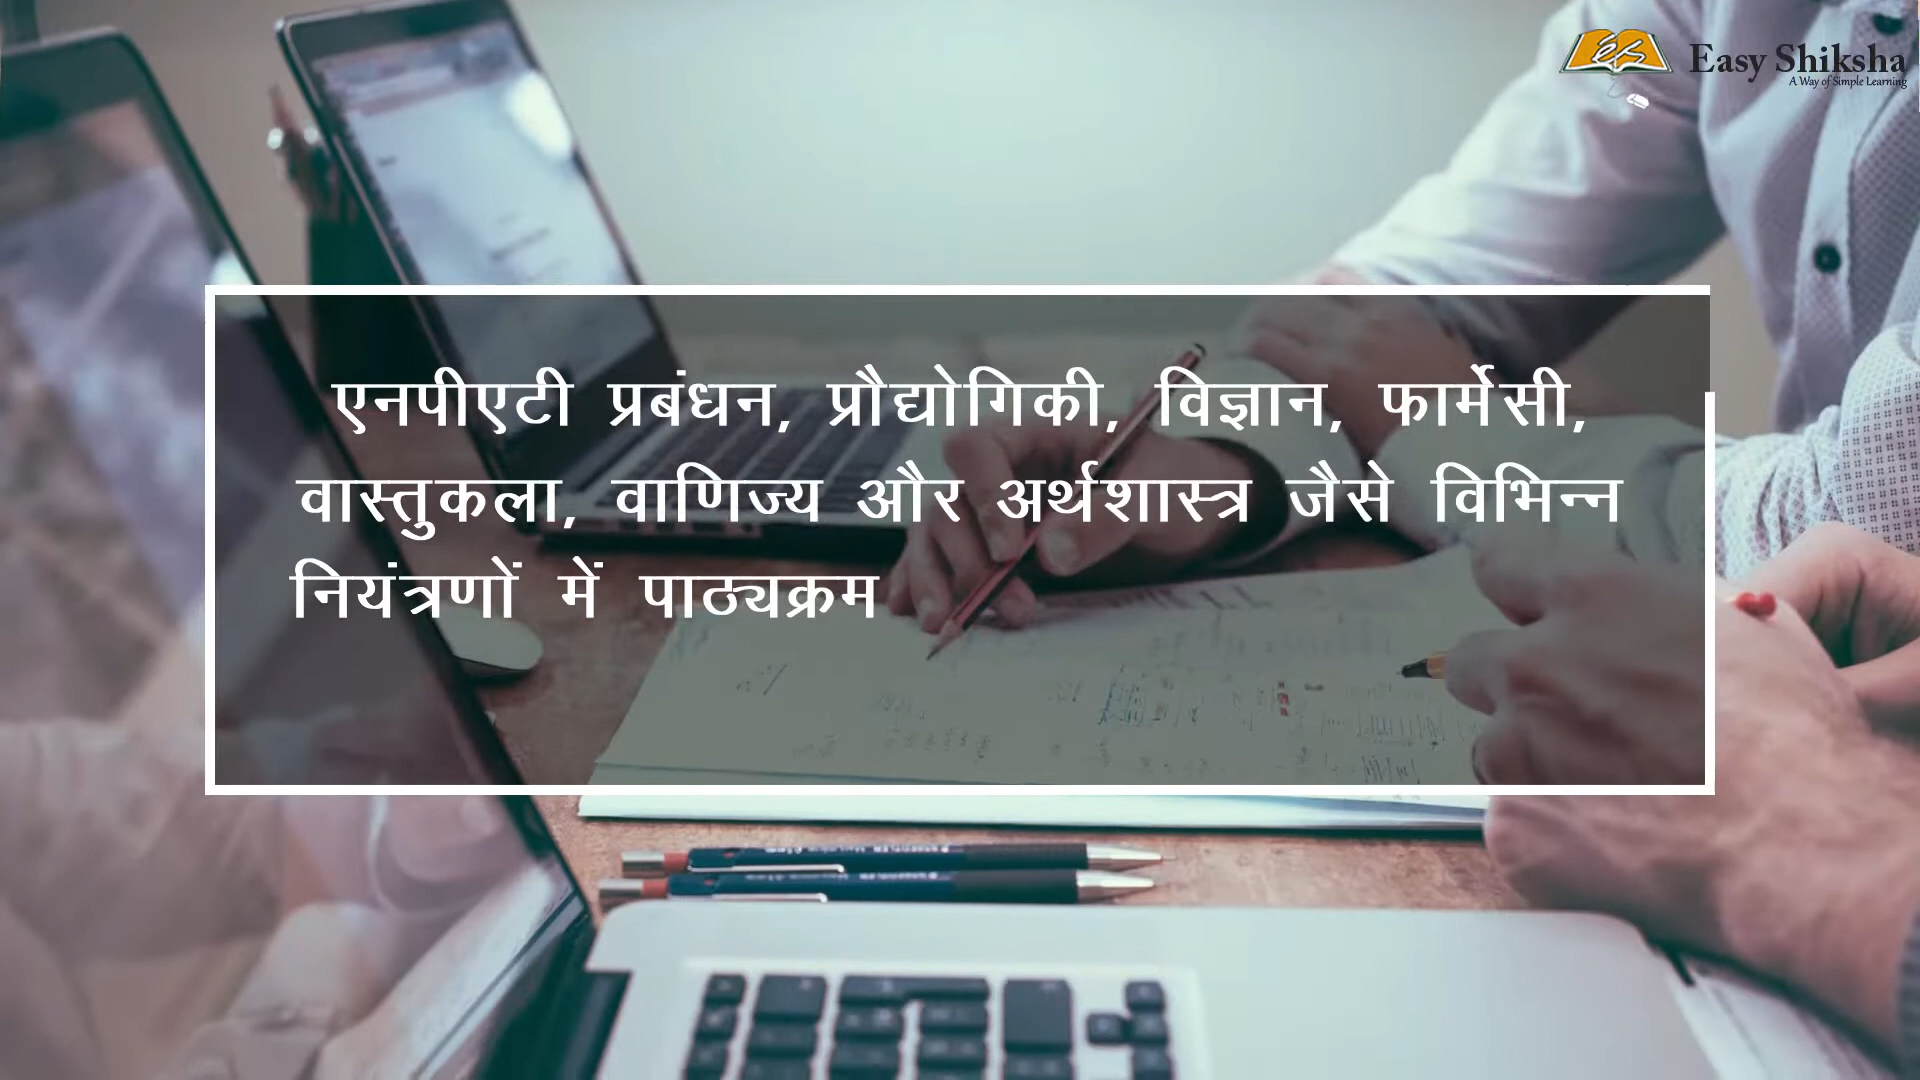 Easy Shiksha
A Way of Simple Learning
एनपीएटी प्रबंधन, प्रौद्योगिकी, विज्ञान, फार्मेसी,
वास्तुकला, वाणिज्य और अर्थशास्त्र जैसे विभिन्न
नियंत्रणों में पाठ्यक्रम